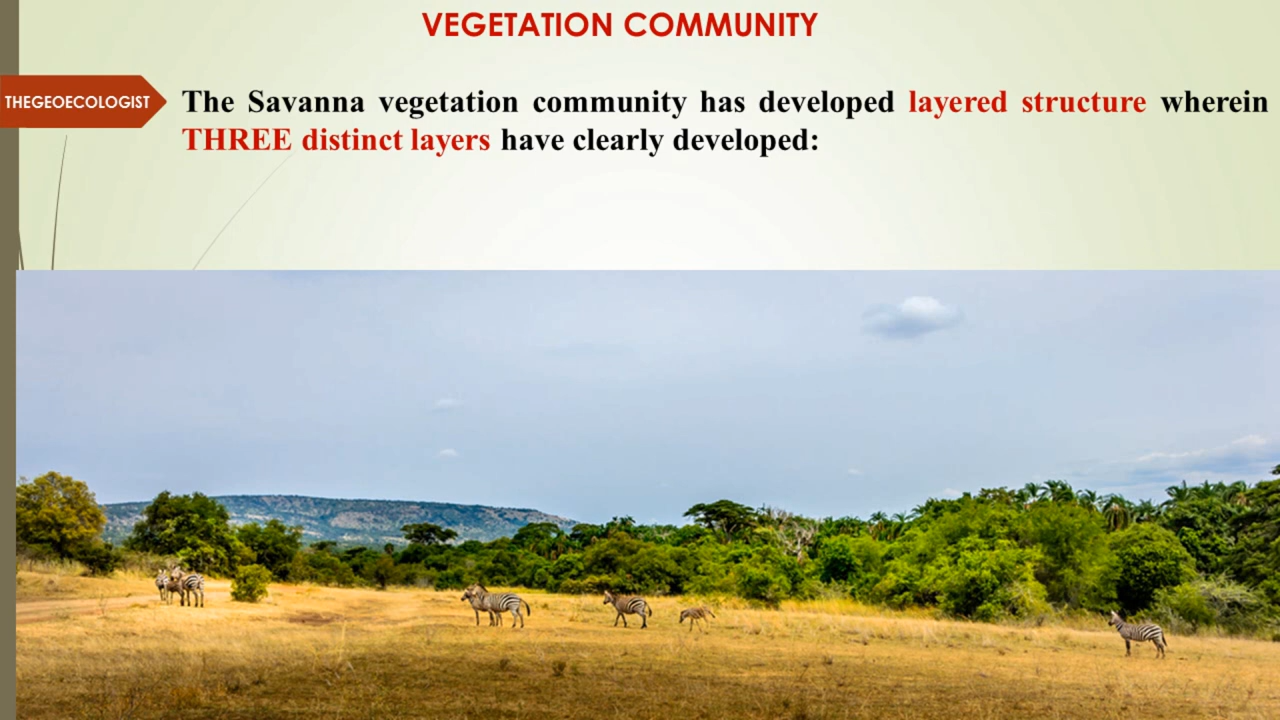 VEGETATION COMMUNITY
THEGEOECOLOGIST
The Savanna vegetation community has developed layered structure wherein
THREE distinct layers have clearly developed: